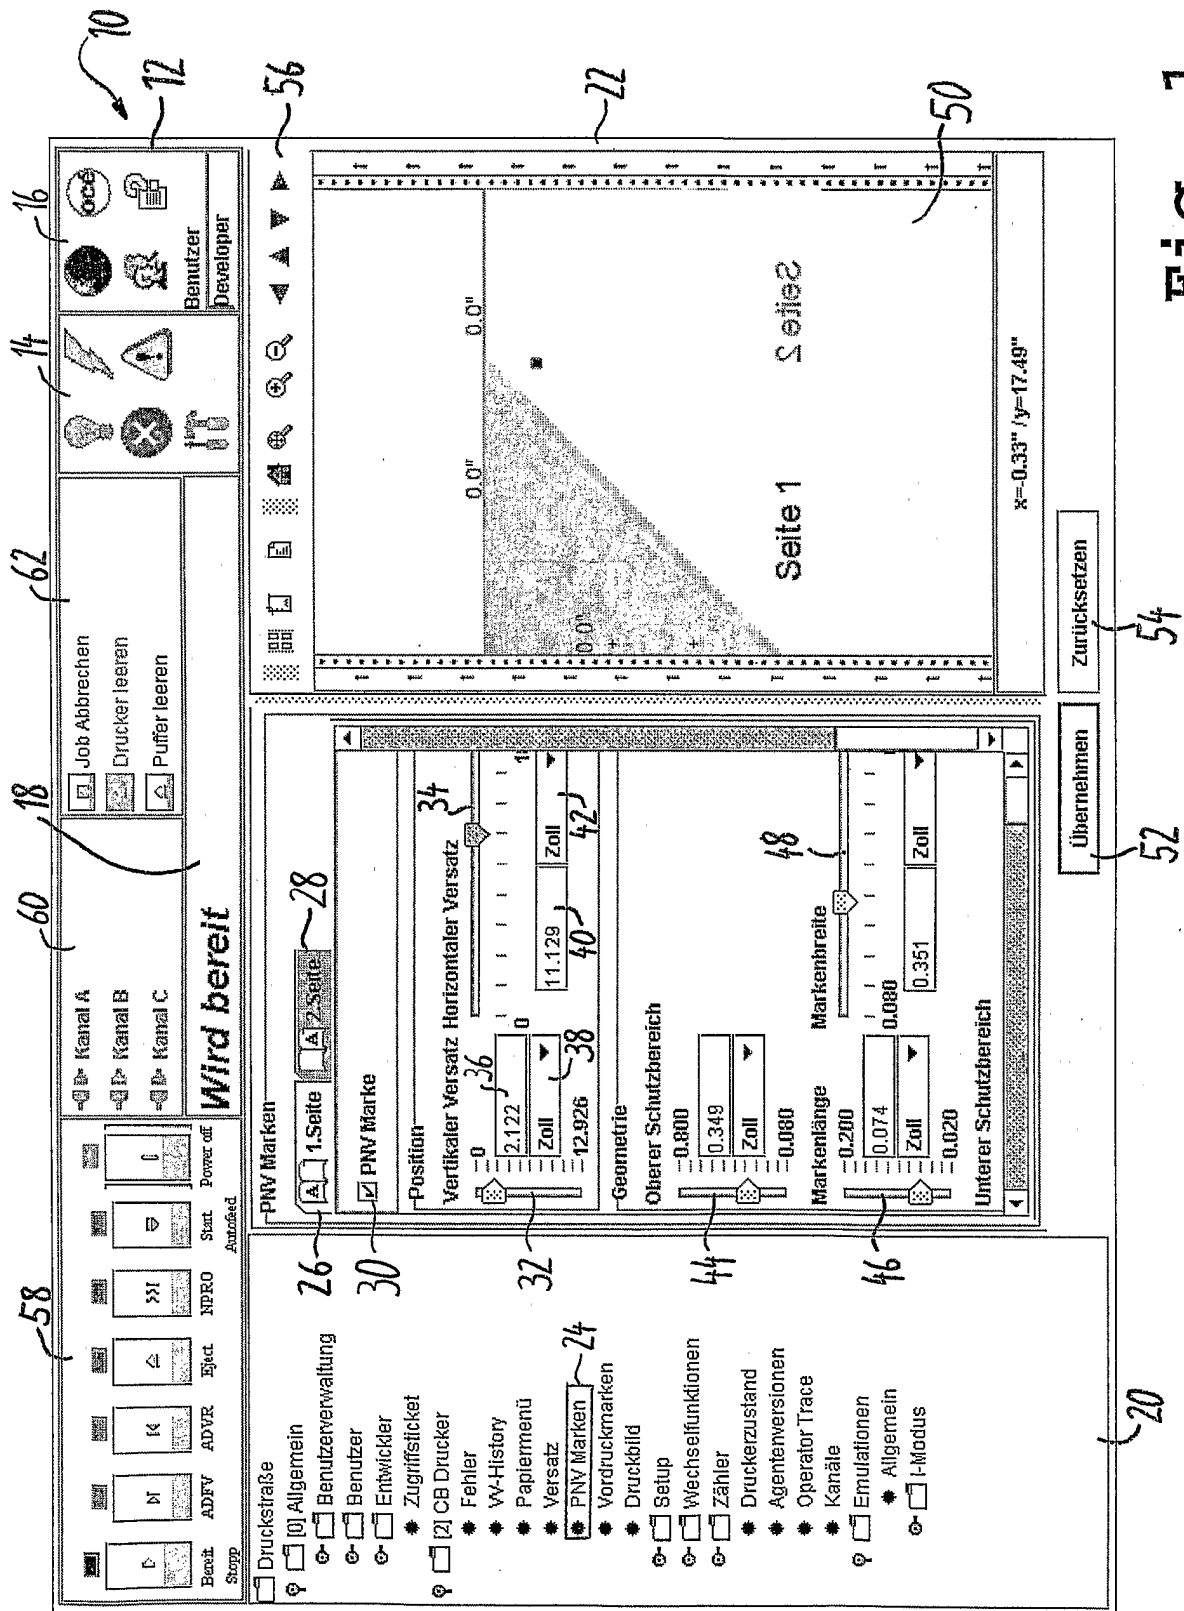 10
58
60
18
62
14
16
12
Bereit
Stopp
ADFV
ADVR
Eject
NPRO
Start
Autofeed
Power off
Kanal A
Kanal B
Kanal C
Job Abbrechen
Drucker leeren
Puffer leeren
Wird bereit
océ
Benutzer
Developer
Druckstraße
[0] Allgemein
Benutzerverwaltung
Benutzer
Entwickler
Zugriffsticket
[2] CB Drucker
Fehler
VV-History
Papiermenü
Versatz
PNV Marken
24
Vordruckmarken
Druckbild
Setup
Wechselfunktionen
Zähler
Druckerzustand
Agentenversionen
Operator Trace
Kanäle
Emulationen
Allgemein
I-Modus
20
PNV Marken
26
A 1.Seite
A 2.Seite
28
30
PNV Marke
Position
Vertikaler Versatz Horizontaler Versatz
34
32
0
36
2.122
Zoll
38
12.926
0
11.129
Zoll
40
42
Geometrie
Oberer Schutzbereich
0.800
0.349
Zoll
0.080
44
Markenlänge
Markenbreite
0.200
0.074
Zoll
0.020
46
48
0.080
0.351
Zoll
Unterer Schutzbereich
56
22
0.0"
0.0"
0.0"
Seite 1
Seite 2
50
x=-0.33" /y=17.49"
Übernehmen
Zurücksetzen
52
54
Fig. 1